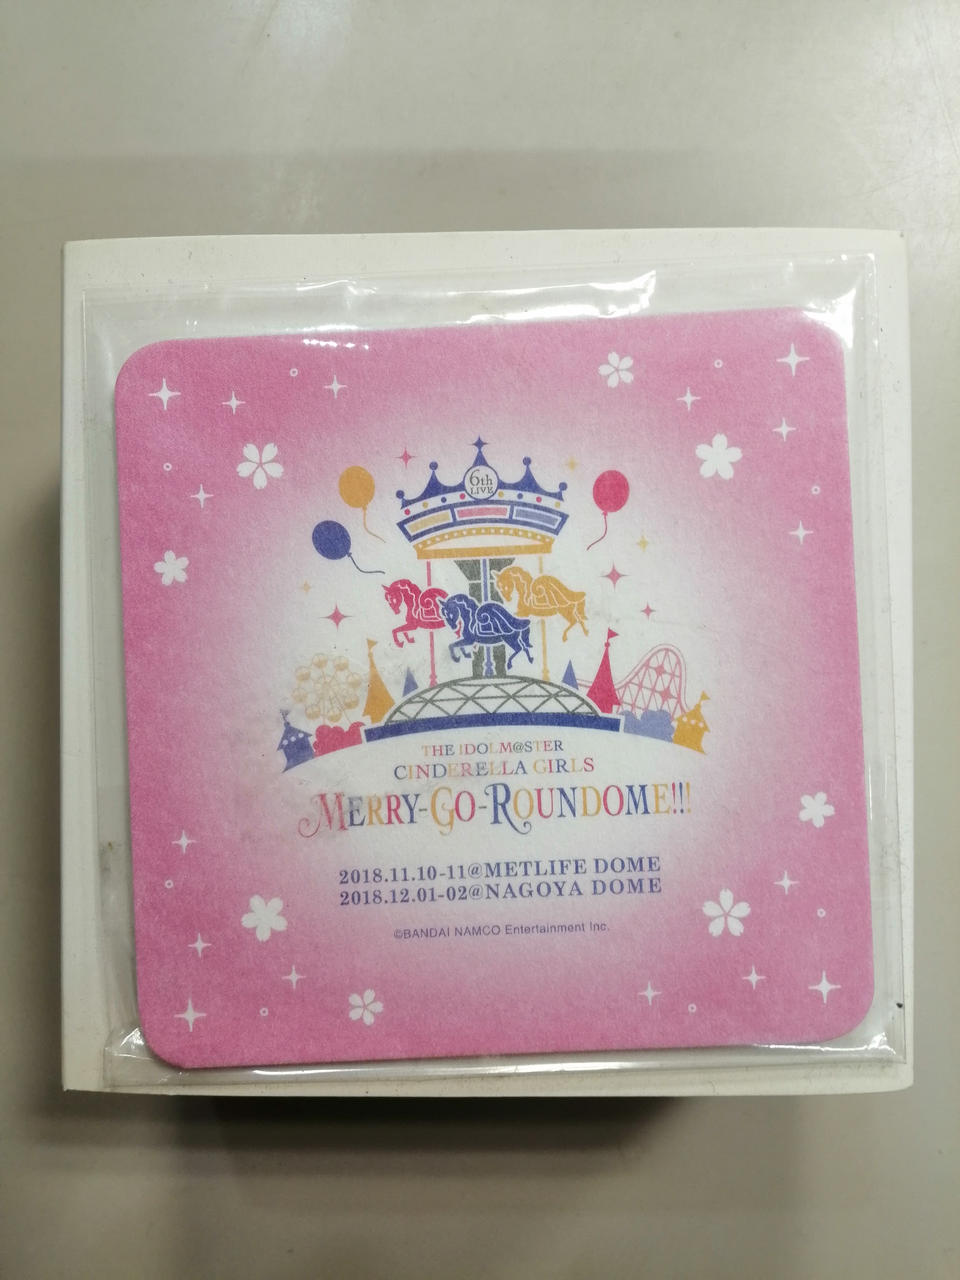 6th
LIVE
THE IDOLM@STER
CINDERELLA GIRLS
MERRY-GO-ROUNDOME!!!
2018.11.10-11@METLIFE DOME
2018.12.01-02@NAGOYA DOME
©BANDAI NAMCO Entertainment Inc.